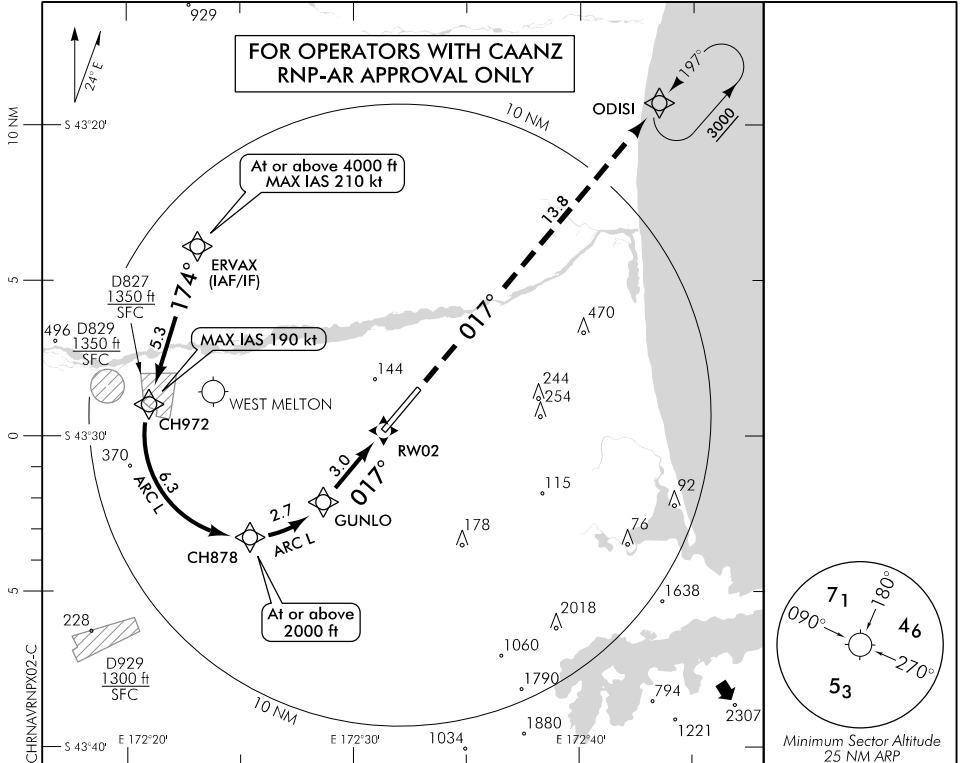 929
24° E
FOR OPERATORS WITH CAANZ
RNP-AR APPROVAL ONLY
10 NM
S 43°20'
10 NM
ODISI
197°
3000
At or above 4000 ft
MAX IAS 210 kt
13.8
ERVAX
(IAF/IF)
174°
5.3
5
D827
1350 ft
SFC
017°
496
D829
1350 ft
SFC
MAX IAS 190 kt
470
144
244
254
WEST MELTON
CH972
0
S 43°30'
RW02
370
6.3
ARC L
3.0
017°
2.7
ARC L
GUNLO
CH878
115
92
178
76
At or above
2000 ft
5
228
D929
1300 ft
SFC
1638
2018
1060
1790
794
1880
1221
2307
1034
10 NM
S 43°40'
E 172°20'
E 172°30'
E 172°40'
CHRNAVRNPX02-C
71
180°
090°
46
270°
53
Minimum Sector Altitude
25 NM ARP